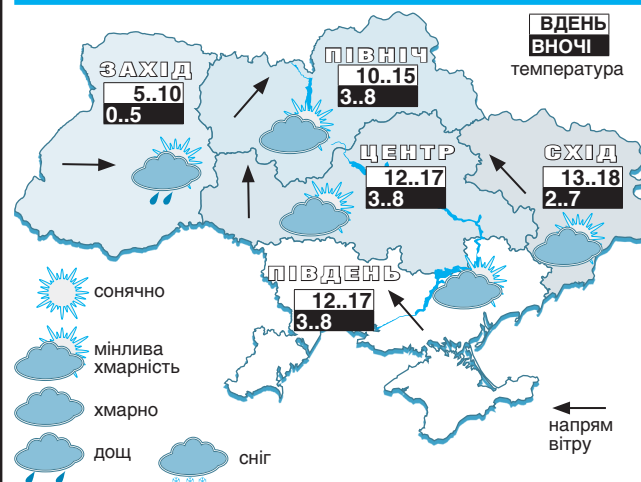 ВДЕНЬ
ВНОЧІ
температура
ПІВНІЧ
10..15
3..8
ЗАХІД
5..10
0..5
ЦЕНТР
12..17
3..8
СХІД
13..18
2..7
ПІВДЕНЬ
12..17
3..8
сонячно
мінлива
хмарність
хмарно
дощ
сніг
напрям
вітру